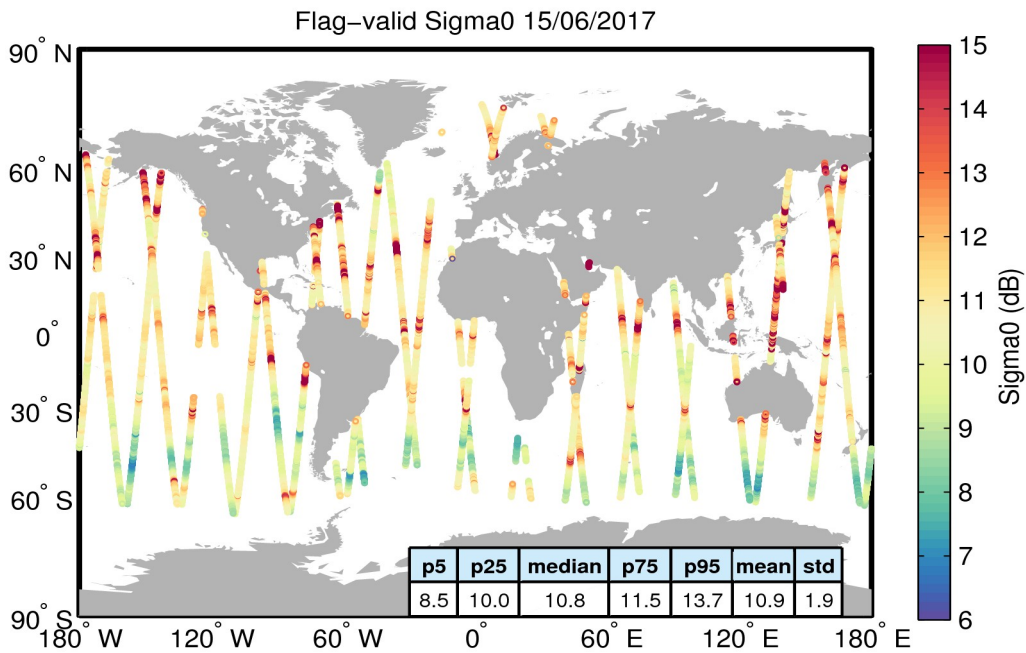 Flag−valid Sigma0 15/06/2017
90° N
60° N
30° N
0°
30° S
60° S
90° S
180° W
120° W
60° W
0°
60° E
120° E
180° E
p5 p25 median p75 p95 mean std
8.5 10.0 10.8 11.5 13.7 10.9 1.9
15
14
13
12
11
10
9
8
7
6
Sigma0 (dB)